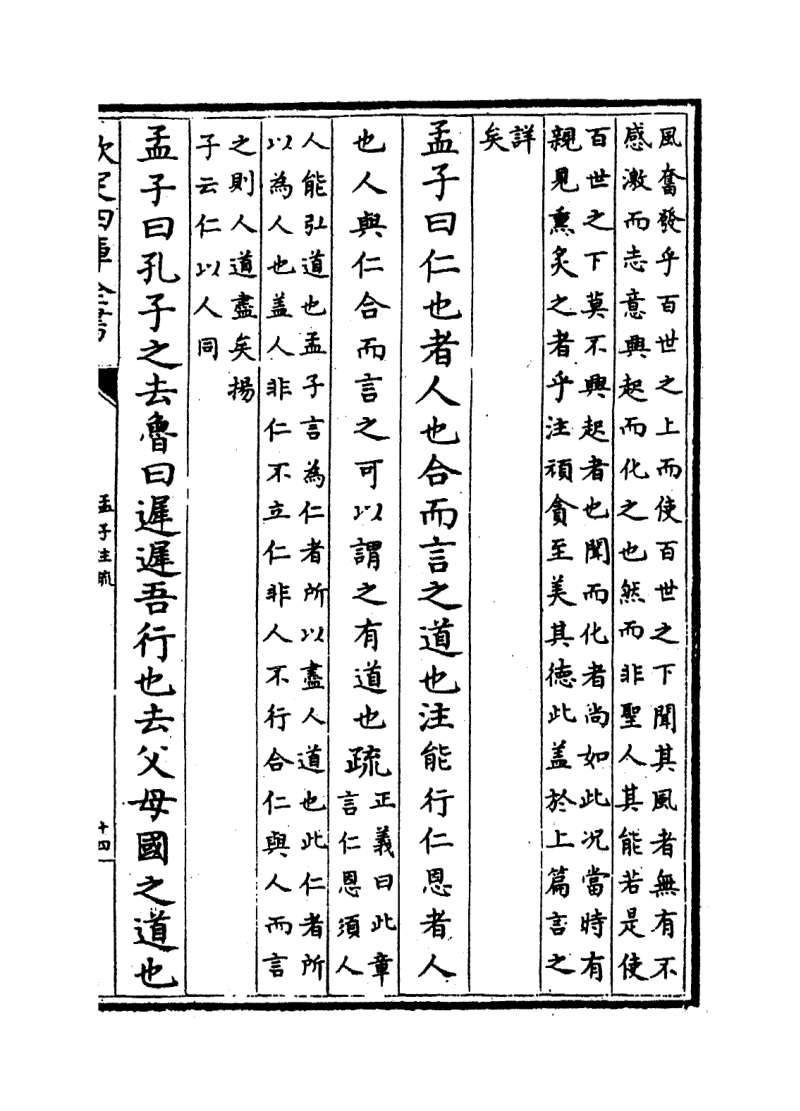 風奮發乎百世之上而使百世之下聞其風者無有不
感激而志意興起而化之也然而非聖人其能若是使
百世之下莫不興起者也聞而化者尚如此况當時有
親見熏炙之者乎注頑貪至美其德此盖於上篇言之
詳
矣
孟子曰仁也者人也合而言之道也注能行仁恩者人
也人與仁合而言之可以謂之有道也疏
正義曰此章
言仁恩須人
人能弘道也孟子言為仁者所以盡人道也此仁者所
以為人也盖人非仁不立仁非人不行合仁與人而言
之則人道盡矣揚
子云仁以人同
孟子曰孔子之去魯曰遲遲吾行也去父母國之道也
欽定四庫全書
孟子注疏
十四